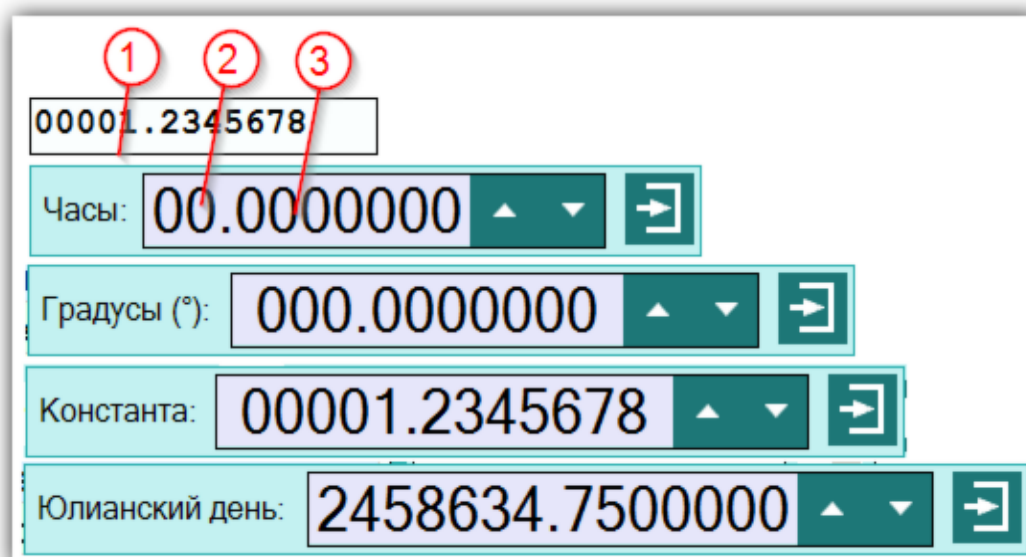 1 2 3
00001.2345678
Часы: 00.0000000
Градусы (°): 000.0000000
Константа: 00001.2345678
Юлианский день: 2458634.7500000